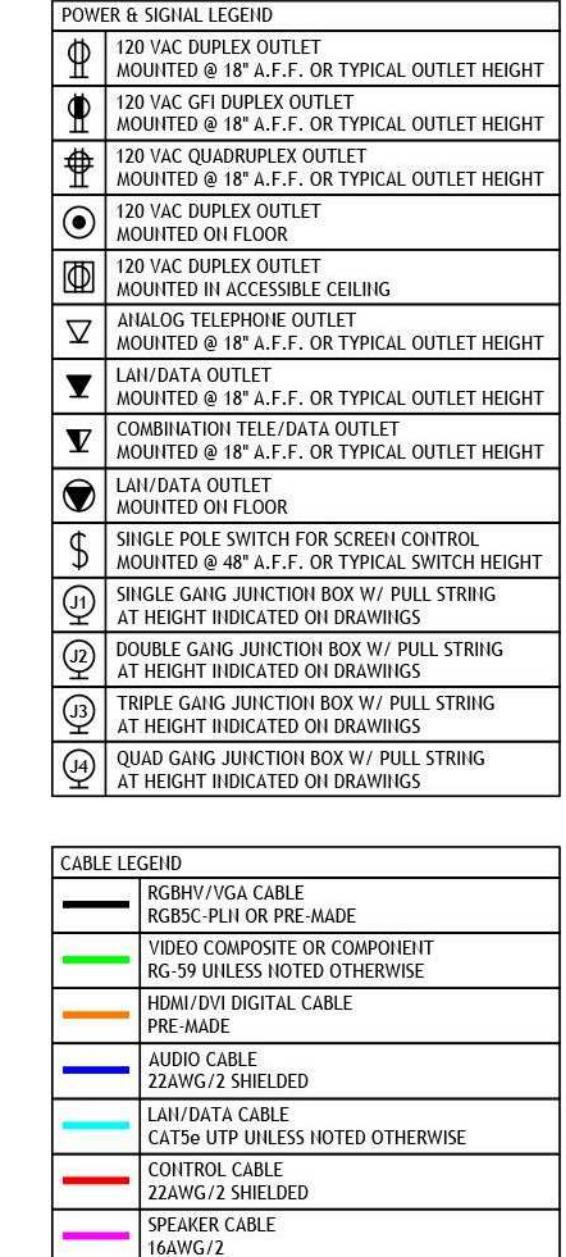 POWER & SIGNAL LEGEND
120 VAC DUPLEX OUTLET
MOUNTED @ 18" A.F.F. OR TYPICAL OUTLET HEIGHT
120 VAC GFI DUPLEX OUTLET
MOUNTED @ 18" A.F.F. OR TYPICAL OUTLET HEIGHT
120 VAC QUADRUPLEX OUTLET
MOUNTED @ 18" A.F.F. OR TYPICAL OUTLET HEIGHT
120 VAC DUPLEX OUTLET
MOUNTED ON FLOOR
120 VAC DUPLEX OUTLET
MOUNTED IN ACCESSIBLE CEILING
ANALOG TELEPHONE OUTLET
MOUNTED @ 18" A.F.F. OR TYPICAL OUTLET HEIGHT
LAN/DATA OUTLET
MOUNTED @ 18" A.F.F. OR TYPICAL OUTLET HEIGHT
COMBINATION TELE/DATA OUTLET
MOUNTED @ 18" A.F.F. OR TYPICAL OUTLET HEIGHT
LAN/DATA OUTLET
MOUNTED ON FLOOR
$ SINGLE POLE SWITCH FOR SCREEN CONTROL
MOUNTED @ 48" A.F.F. OR TYPICAL SWITCH HEIGHT
J1 SINGLE GANG JUNCTION BOX W/ PULL STRING
AT HEIGHT INDICATED ON DRAWINGS
J2 DOUBLE GANG JUNCTION BOX W/ PULL STRING
AT HEIGHT INDICATED ON DRAWINGS
J3 TRIPLE GANG JUNCTION BOX W/ PULL STRING
AT HEIGHT INDICATED ON DRAWINGS
J4 QUAD GANG JUNCTION BOX W/ PULL STRING
AT HEIGHT INDICATED ON DRAWINGS
CABLE LEGEND
RGBHV/VGA CABLE
RGB5C-PLN OR PRE-MADE
VIDEO COMPOSITE OR COMPONENT
RG-59 UNLESS NOTED OTHERWISE
HDMI/DVI DIGITAL CABLE
PRE-MADE
AUDIO CABLE
22AWG/2 SHIELDED
LAN/DATA CABLE
CAT5e UTP UNLESS NOTED OTHERWISE
CONTROL CABLE
22AWG/2 SHIELDED
SPEAKER CABLE
16AWG/2